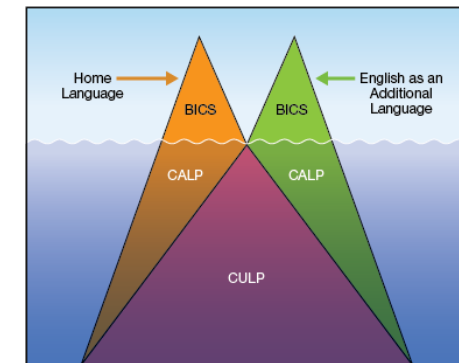 Home
Language
English as an
Additional
Language
BICS
BICS
CALP
CALP
CULP